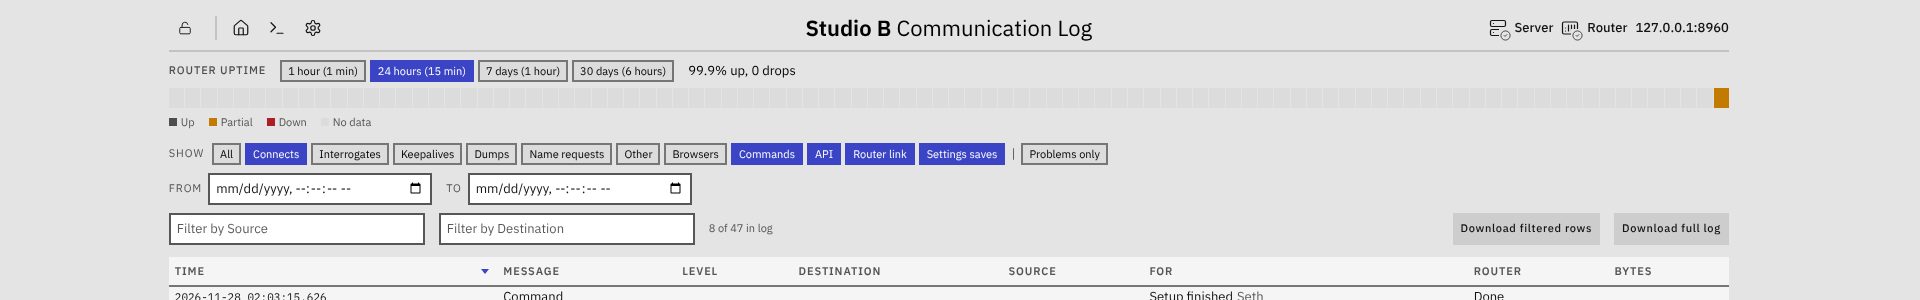 Studio B Communication Log
Server Router 127.0.0.1:8960
ROUTER UPTIME 1 hour (1 min) 24 hours (15 min) 7 days (1 hour) 30 days (6 hours) 99.9% up, 0 drops
Up Partial Down No data
SHOW All Connects Interrogates Keepalives Dumps Name requests Other Browsers Commands API Router link Settings saves | Problems only
FROM mm/dd/yyyy, --:--:-- -- TO mm/dd/yyyy, --:--:-- --
Filter by Source Filter by Destination 8 of 47 in log Download filtered rows Download full log
TIME MESSAGE LEVEL DESTINATION SOURCE FOR ROUTER BYTES
2026-11-28 02:03:15.626 Command Setup finished Seth Done